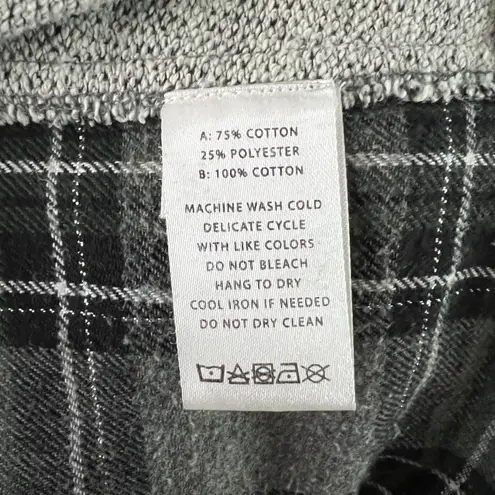 A: 75% COTTON
25% POLYESTER
B: 100% COTTON
MACHINE WASH COLD
DELICATE CYCLE
WITH LIKE COLORS
DO NOT BLEACH
HANG TO DRY
COOL IRON IF NEEDED
DO NOT DRY CLEAN